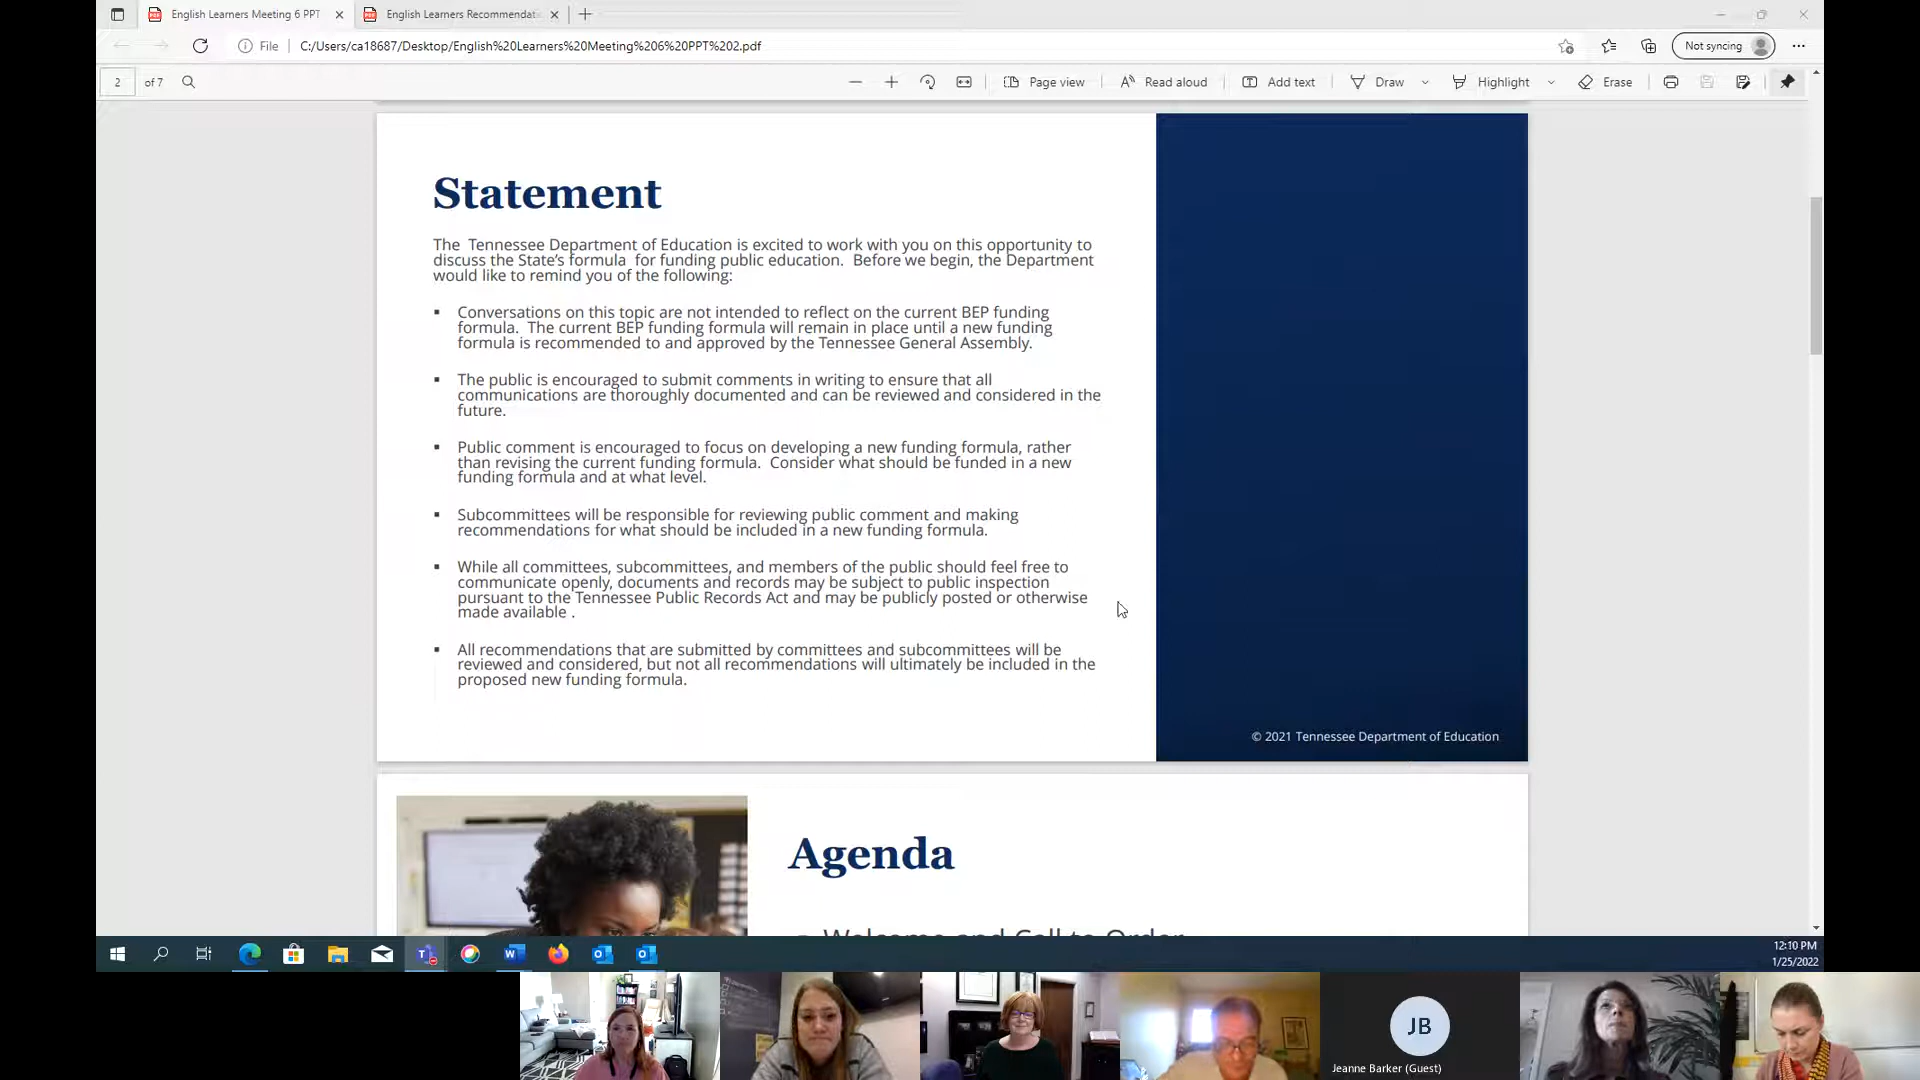 English Learners Meeting 6 PPT
English Learners Recommendat
File
C:/Users/ca18687/Desktop/English%20Learners%20Meeting%206%20PPT%202.pdf
Not syncing
2
of 7
Page view
Read aloud
Add text
Draw
Highlight
Erase
Statement
The  Tennessee Department of Education is excited to work with you on this opportunity to
discuss the State’s formula  for funding public education.  Before we begin, the Department
would like to remind you of the following:
▪ Conversations on this topic are not intended to reflect on the current BEP funding
formula.  The current BEP funding formula will remain in place until a new funding
formula is recommended to and approved by the Tennessee General Assembly.
▪ The public is encouraged to submit comments in writing to ensure that all
communications are thoroughly documented and can be reviewed and considered in the
future.
▪ Public comment is encouraged to focus on developing a new funding formula, rather
than revising the current funding formula.  Consider what should be funded in a new
funding formula and at what level.
▪ Subcommittees will be responsible for reviewing public comment and making
recommendations for what should be included in a new funding formula.
▪ While all committees, subcommittees, and members of the public should feel free to
communicate openly, documents and records may be subject to public inspection
pursuant to the Tennessee Public Records Act and may be publicly posted or otherwise
made available .
▪ All recommendations that are submitted by committees and subcommittees will be
reviewed and considered, but not all recommendations will ultimately be included in the
proposed new funding formula.
© 2021 Tennessee Department of Education
Agenda
Welcome and Call to Order
12:10 PM
1/25/2022
JB
Jeanne Barker (Guest)